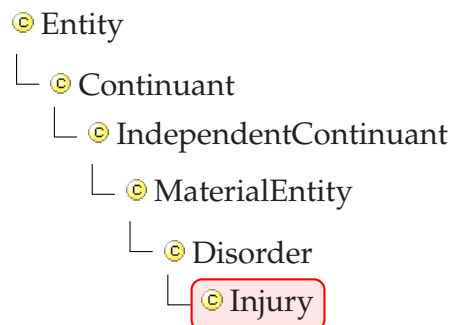 Entity
Continuant
IndependentContinuant
MaterialEntity
Disorder
Injury